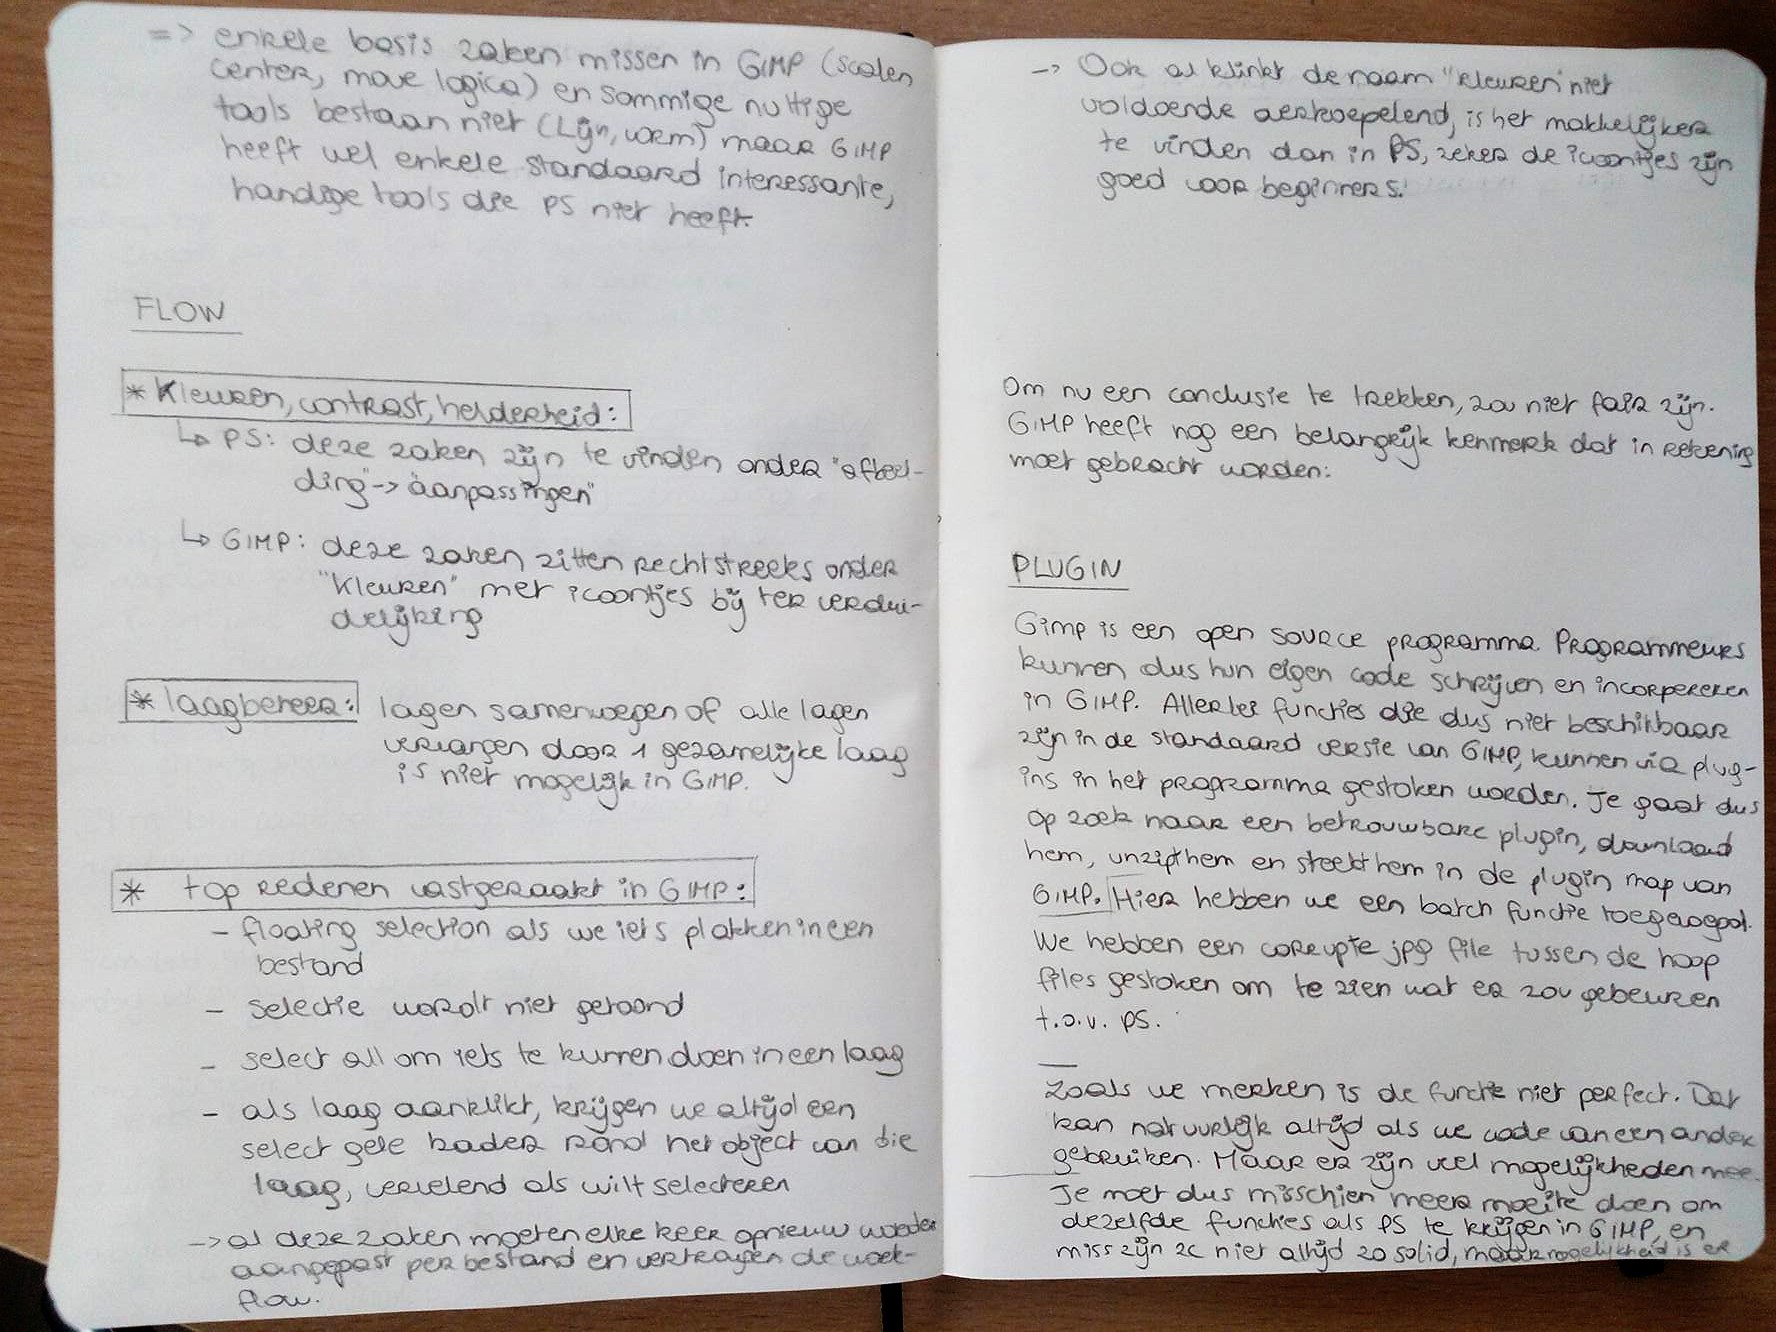 => enkele basis zaken missen in GIMP (scalen
center, move logica) en sommige nuttige
tools bestaan niet (Lijn, vorm) maar GIMP
heeft wel enkele standaard interessante,
handige tools die PS niet heeft.
FLOW
* Kleuren, contrast, helderheid:
↳ PS: deze zaken zijn te vinden onder "afbeel-
ding" -> "aanpassingen"
↳ GIMP: deze zaken zitten rechtstreeks onder
"Kleuren" met icoontjes bij ter verdui-
delijking
* laagbeheer: lagen samenvoegen of alle lagen
vervangen door 1 gezamelijke laag
is niet mogelijk in GIMP.
* top redenen vastgeraakt in GIMP:
- floating selection als we iets plakken in een
bestand
- selectie wordt niet getoond
- select all om iets te kunnen doen in een laag
- als laag aanklikt, krijgen we altijd een
select gele kader rond het object van die
laag, vervelend als wilt selecteren
-> al deze zaken moeten elke keer opnieuw worden
aangepast per bestand en vertragen de work-
flow.
-> Ook al klinkt de naam "kleuren" niet
voldoende overkoepelend, is het makkelijker
te vinden dan in PS, zeker de icoontjes zijn
goed voor beginners.
Om nu een conclusie te trekken, zou niet fair zijn.
GIMP heeft nog een belangrijk kenmerk dat in rekening
moet gebracht worden:
PLUGIN
Gimp is een open source programma. Programmeurs
kunnen dus hun eigen code schrijven en incorpereren
in GIMP. Allerlei functies die dus niet beschikbaar
zijn in de standaard versie van GIMP, kunnen via plug-
ins in het programma gestoken worden. Je gaat dus
op zoek naar een betrouwbare plugin, download
hem, unzipt hem en steekt hem in de plugin map van
GIMP. Hier hebben we een batch functie toegevoegd.
We hebben een corrupte jpg file tussen de hoop
files gestoken om te zien wat er zou gebeuren
t.o.v. PS.
Zoals we merken is de functie niet perfect. Dat
kan natuurlijk altijd als we code van een ander
gebruiken. Maar er zijn veel mogelijkheden mee.
Je moet dus misschien meer moeite doen om
dezelfde functies als PS te krijgen in GIMP, en
miss zijn ze niet altijd zo solid, maar mogelijkheid is er